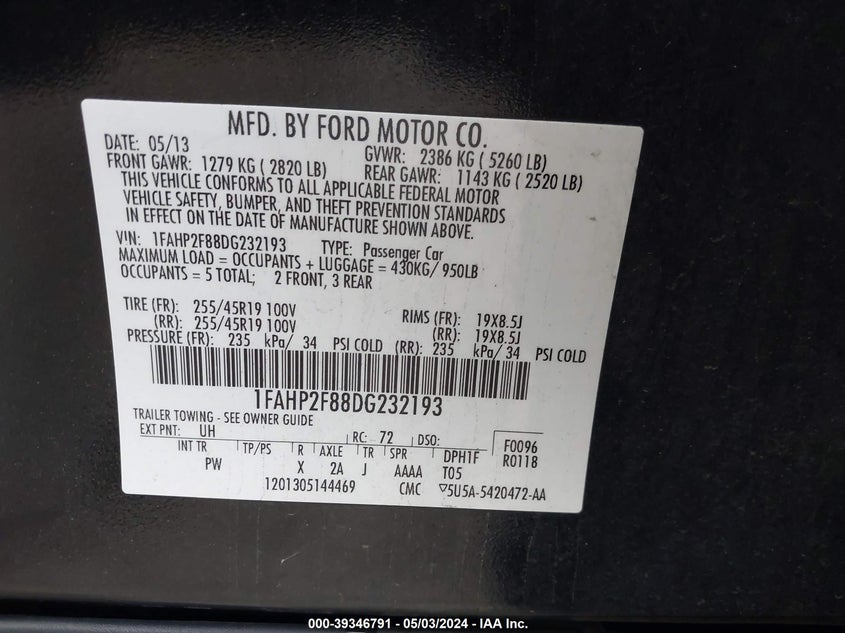 MFD. BY FORD MOTOR CO.
DATE: 05/13 GVWR: 2386 KG ( 5260 LB)
FRONT GAWR: 1279 KG ( 2820 LB) REAR GAWR: 1143 KG ( 2520 LB)
THIS VEHICLE CONFORMS TO ALL APPLICABLE FEDERAL MOTOR
VEHICLE SAFETY, BUMPER, AND THEFT PREVENTION STANDARDS
IN EFFECT ON THE DATE OF MANUFACTURE SHOWN ABOVE.
VIN: 1FAHP2F88DG232193 TYPE: Passenger Car
MAXIMUM LOAD = OCCUPANTS + LUGGAGE = 430KG/ 950LB
OCCUPANTS = 5 TOTAL; 2 FRONT, 3 REAR
TIRE (FR): 255/45R19 100V RIMS (FR): 19X8.5J
(RR): 255/45R19 100V (RR): 19X8.5J
PRESSURE (FR): 235 kPa/ 34 PSI COLD (RR): 235 kPa/ 34 PSI COLD
1FAHP2F88DG232193
TRAILER TOWING - SEE OWNER GUIDE
EXT PNT: UH RC: 72 DSO: F0096
INT TR TP/PS R AXLE TR SPR DPH1F R0118
PW X 2A J AAAA T05
1201305144469 CMC ▽5U5A-5420472-AA
000-39346791 - 05/03/2024 - IAA Inc.